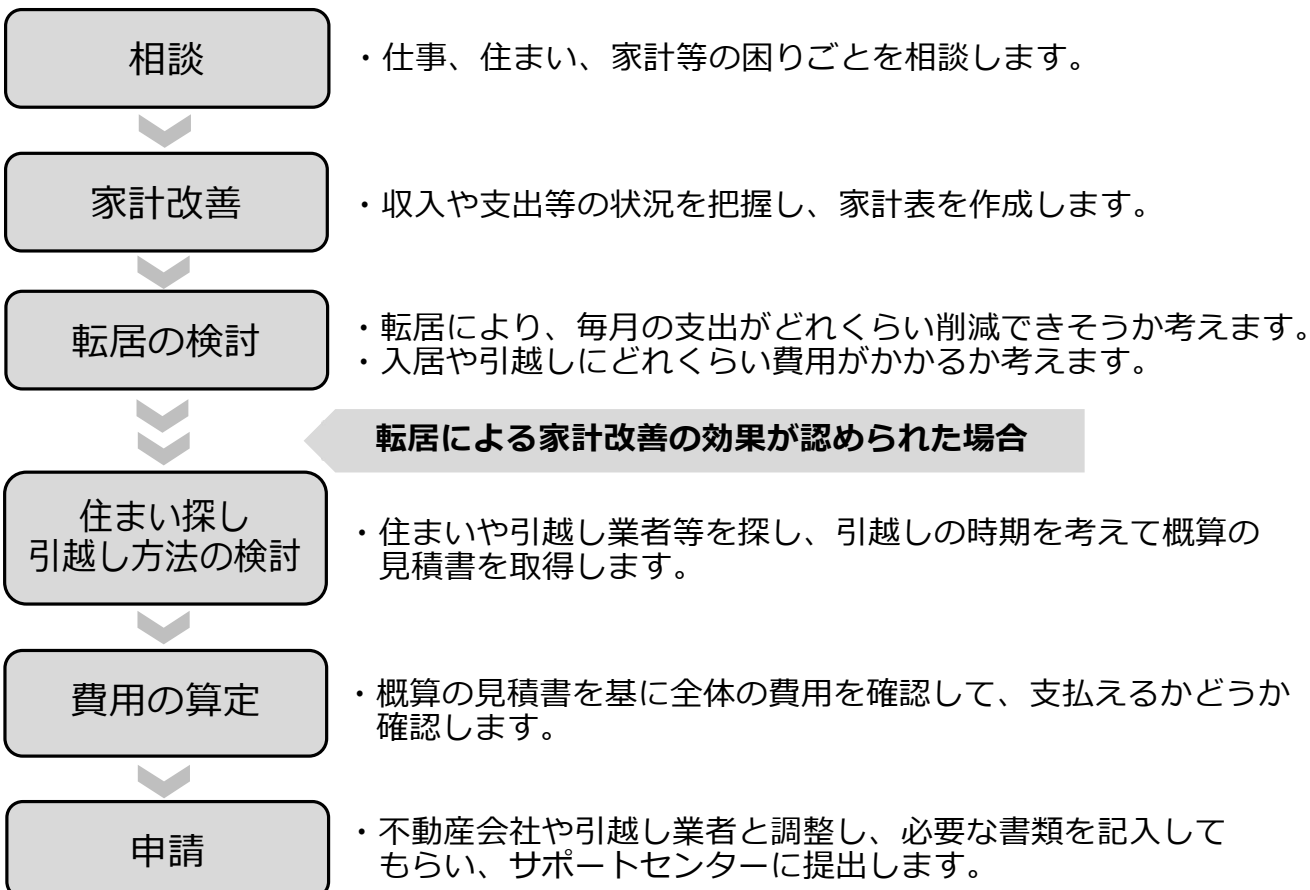 相談
・仕事、住まい、家計等の困りごとを相談します。
家計改善
・収入や支出等の状況を把握し、家計表を作成します。
転居の検討
・転居により、毎月の支出がどれくらい削減できそうか考えます。
・入居や引越しにどれくらい費用がかかるか考えます。
転居による家計改善の効果が認められた場合
住まい探し
引越し方法の検討
・住まいや引越し業者等を探し、引越しの時期を考えて概算の
見積書を取得します。
費用の算定
・概算の見積書を基に全体の費用を確認して、支払えるかどうか
確認します。
申請
・不動産会社や引越し業者と調整し、必要な書類を記入して
もらい、サポートセンターに提出します。